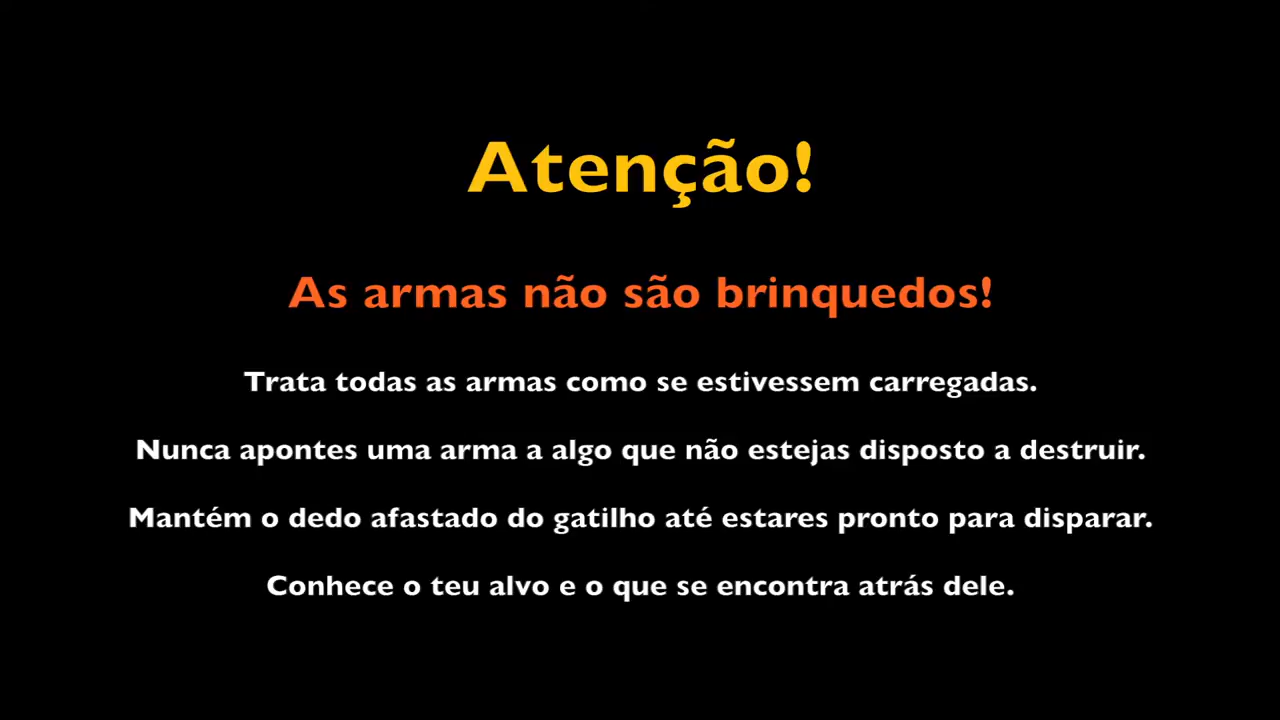 Atenção!
As armas não são brinquedos!
Trata todas as armas como se estivessem carregadas.
Nunca apontes uma arma a algo que não estejas disposto a destruir.
Mantém o dedo afastado do gatilho até estares pronto para disparar.
Conhece o teu alvo e o que se encontra atrás dele.